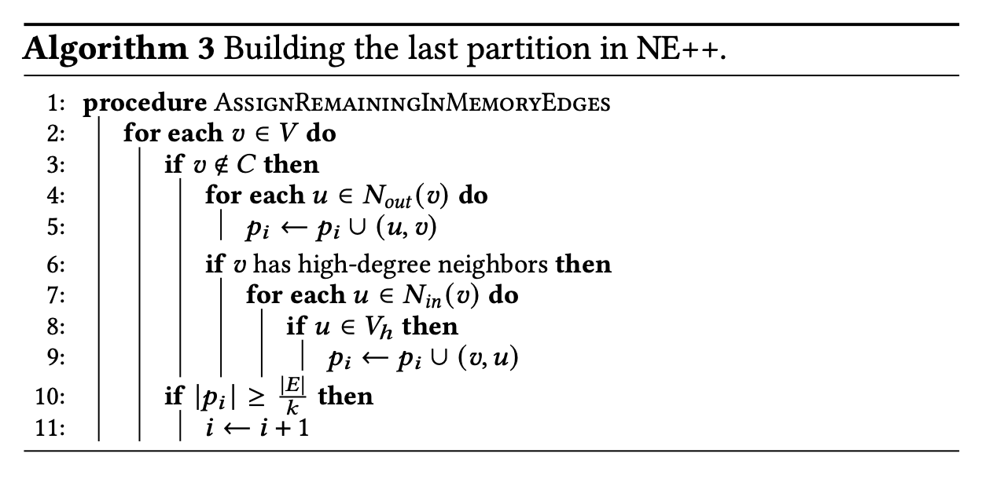 Algorithm 3 Building the last partition in NE++.
1: procedure AssignRemainingInMemoryEdges
2: for each v ∈ V do
3: if v ∉ C then
4: for each u ∈ N_out(v) do
5: p_i ← p_i ∪ (u, v)
6: if v has high-degree neighbors then
7: for each u ∈ N_in(v) do
8: if u ∈ V_h then
9: p_i ← p_i ∪ (v, u)
10: if |p_i| ≥ |E|/k then
11: i ← i + 1